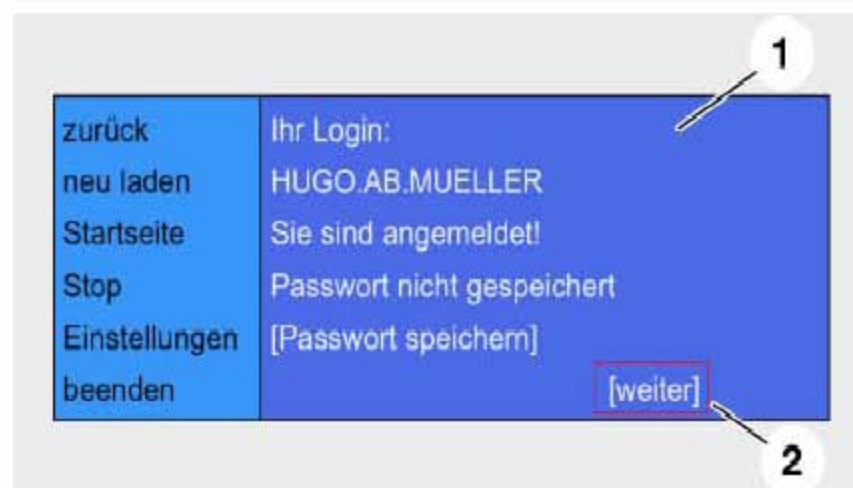 1
zurück
neu laden
Startseite
Stop
Einstellungen
beenden
Ihr Login:
HUGO.AB.MUELLER
Sie sind angemeldet!
Passwort nicht gespeichert
[Passwort speichern]
[weiter]
2